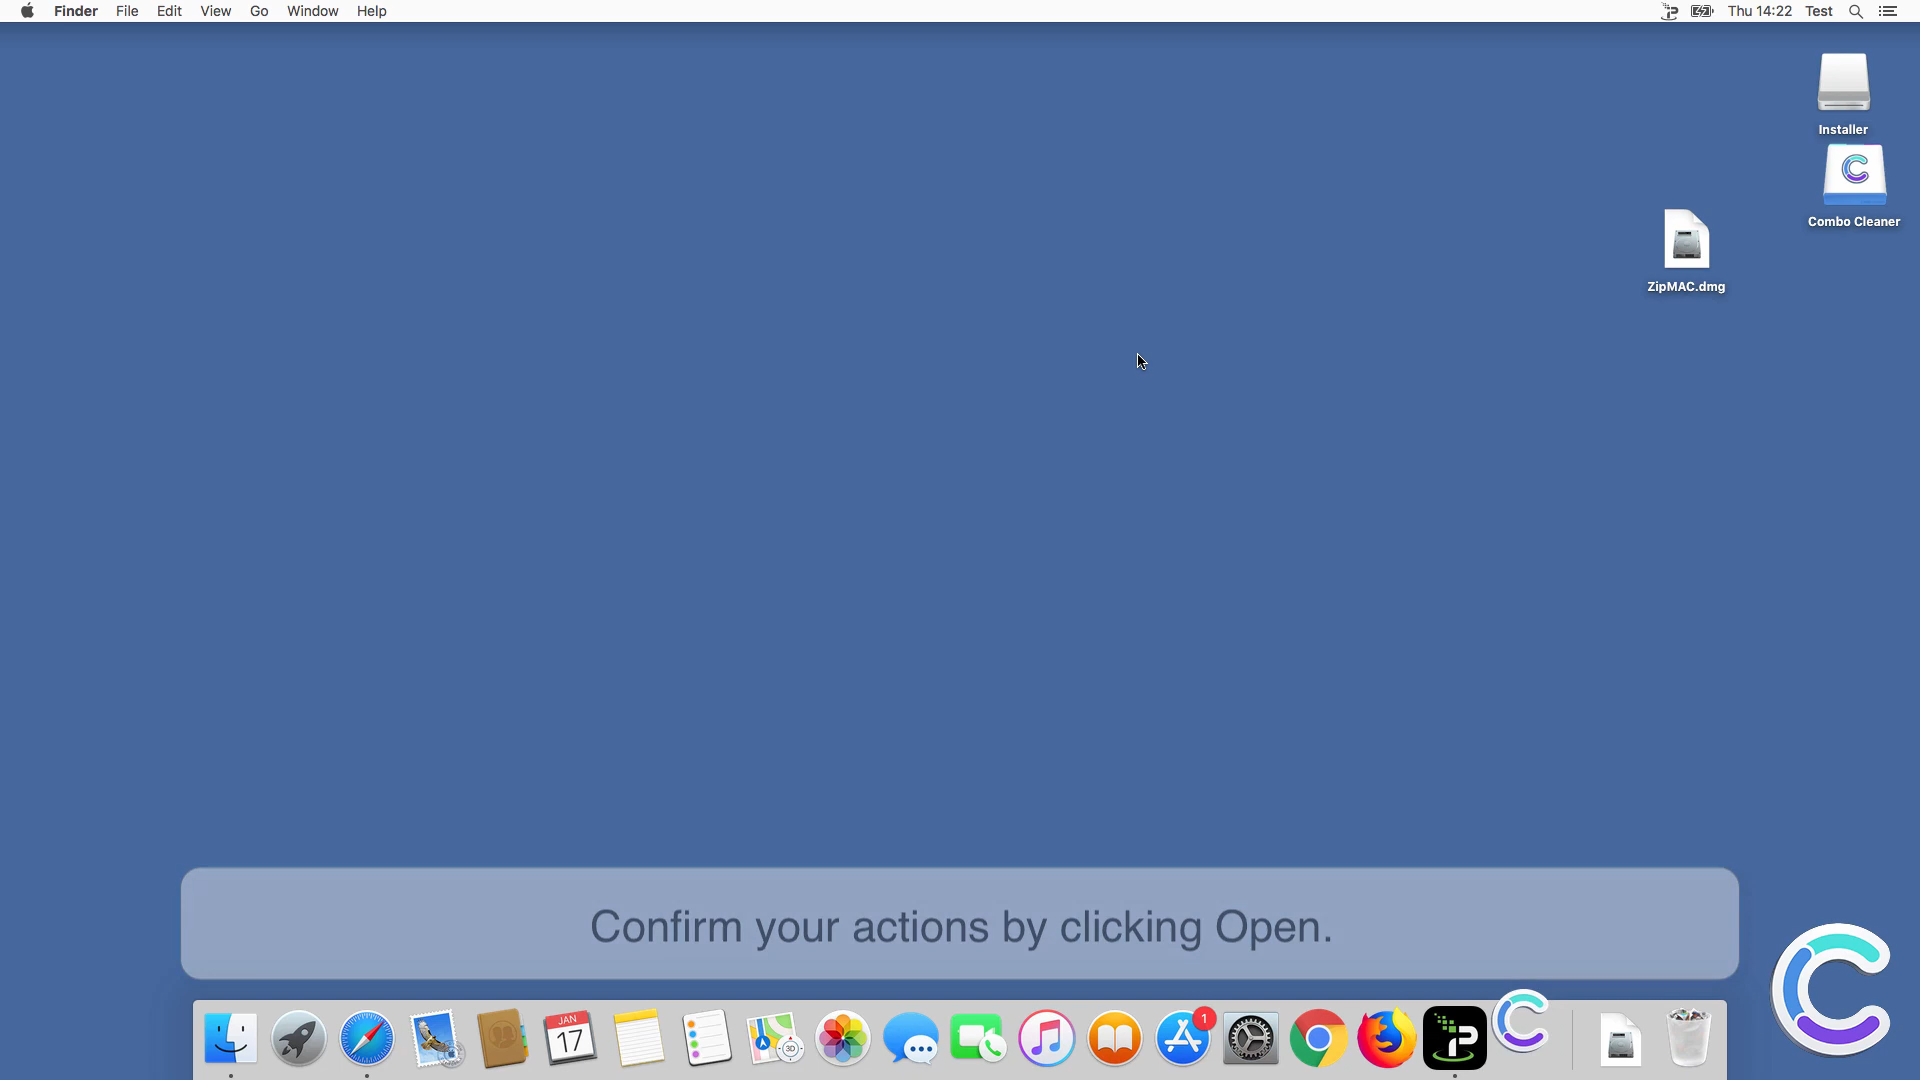 Finder File Edit View Go Window Help Thu 14:22 Test
Installer
Combo Cleaner
ZipMAC.dmg
Confirm your actions by clicking Open.
JAN
17
3D
1